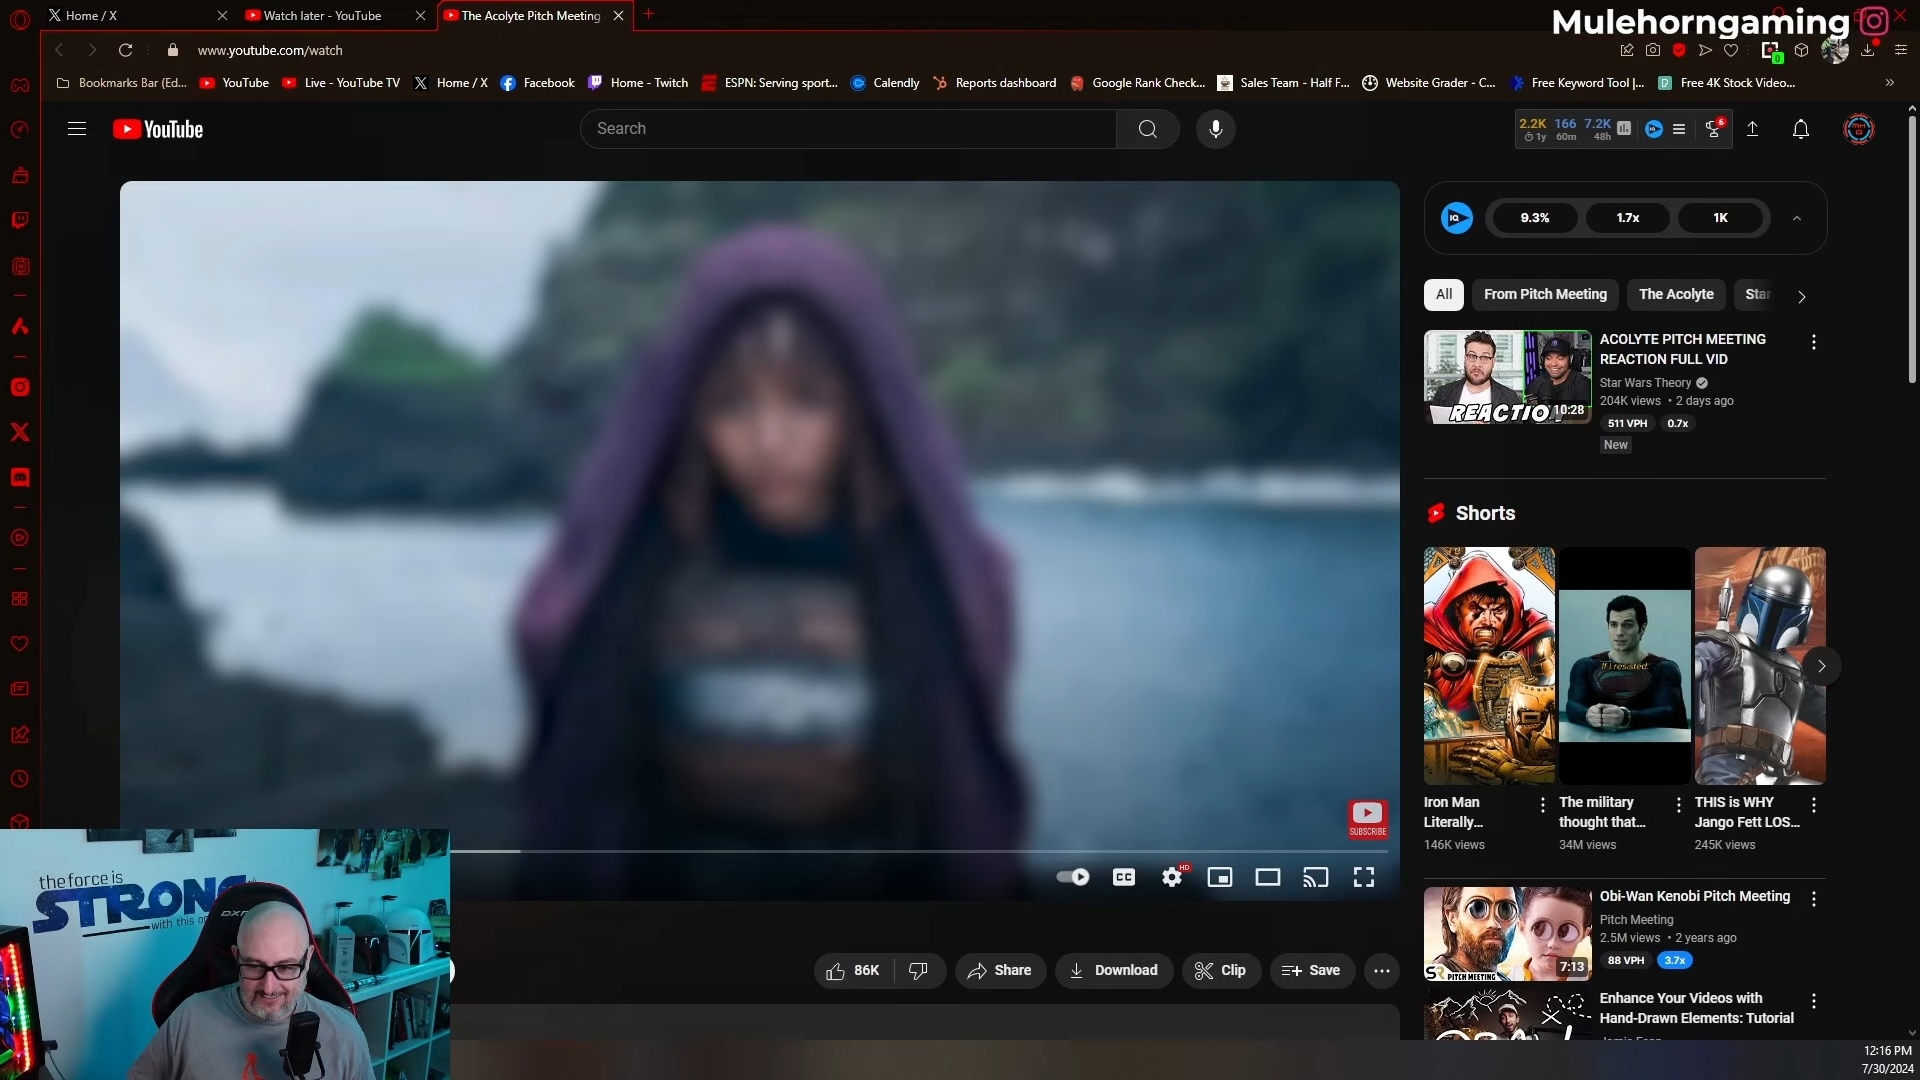 Home / X
Watch later - YouTube
The Acolyte Pitch Meeting
Mulehorngaming
www.youtube.com/watch
Bookmarks Bar (Ed...
YouTube
Live - YouTube TV
Home / X
Facebook
Home - Twitch
ESPN: Serving sport...
Calendly
Reports dashboard
Google Rank Check...
Sales Team - Half F...
Website Grader - C...
Free Keyword Tool |...
Free 4K Stock Video...
YouTube
Search
2.2K 166 7.2K
1y 60m 48h
6
9.3%
1.7x
1K
All
From Pitch Meeting
The Acolyte
Star
REACTIO
10:28
ACOLYTE PITCH MEETING
REACTION FULL VID
Star Wars Theory
204K views • 2 days ago
511 VPH 0.7x
New
Shorts
If I resisted.
Iron Man
Literally...
146K views
The military
thought that...
34M views
THIS is WHY
Jango Fett LOS...
245K views
SUBSCRIBE
CC
HD
86K
Share
Download
Clip
Save
PITCH MEETING
7:13
Obi-Wan Kenobi Pitch Meeting
Pitch Meeting
2.5M views • 2 years ago
88 VPH 3.7x
Enhance Your Videos with
Hand-Drawn Elements: Tutorial
the force is
STRONG
with this
12:16 PM
7/30/2024